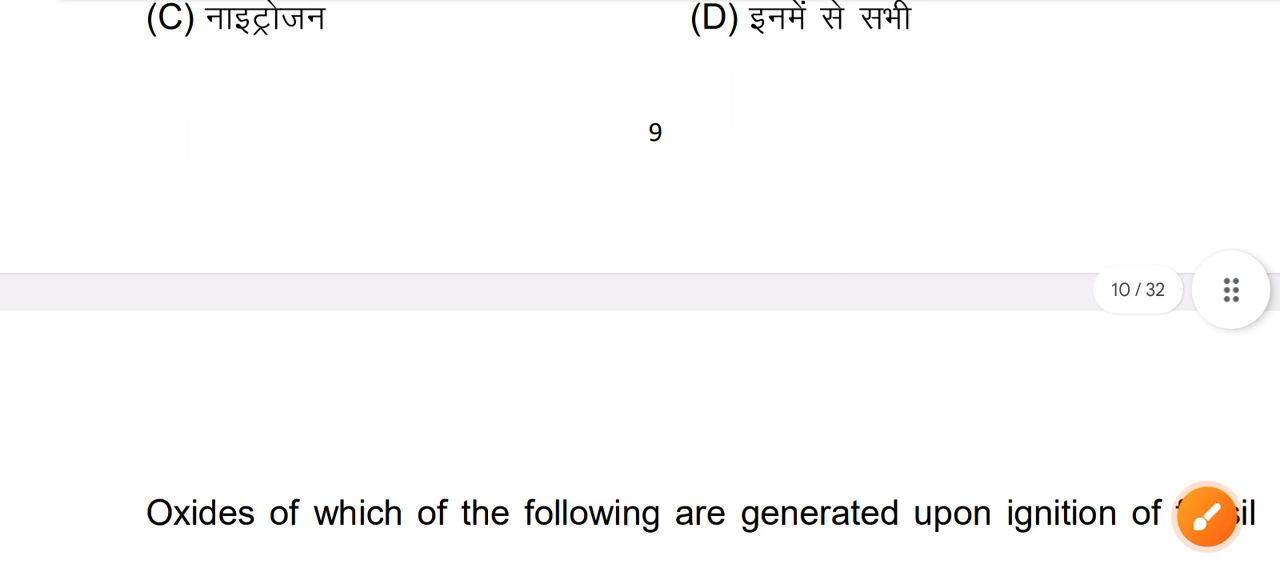 (C) नाइट्रोजन (D) इनमें से सभी
9
10 / 32
Oxides of which of the following are generated upon ignition of